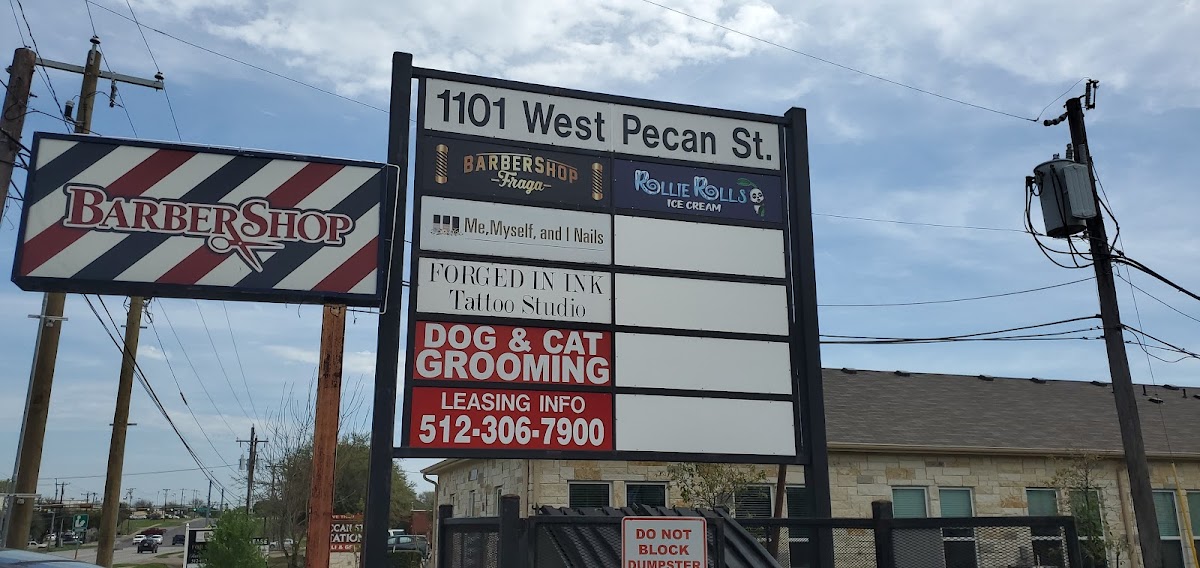 BARBERSHOP
1101 West Pecan St.
BARBERSHOP
Fraga
ROLLIE ROLLS
ICE CREAM
Me,Myself, and I Nails
FORGED IN INK
Tattoo Studio
DOG & CAT
GROOMING
LEASING INFO
512-306-7900
DO NOT
BLOCK
DUMPSTER